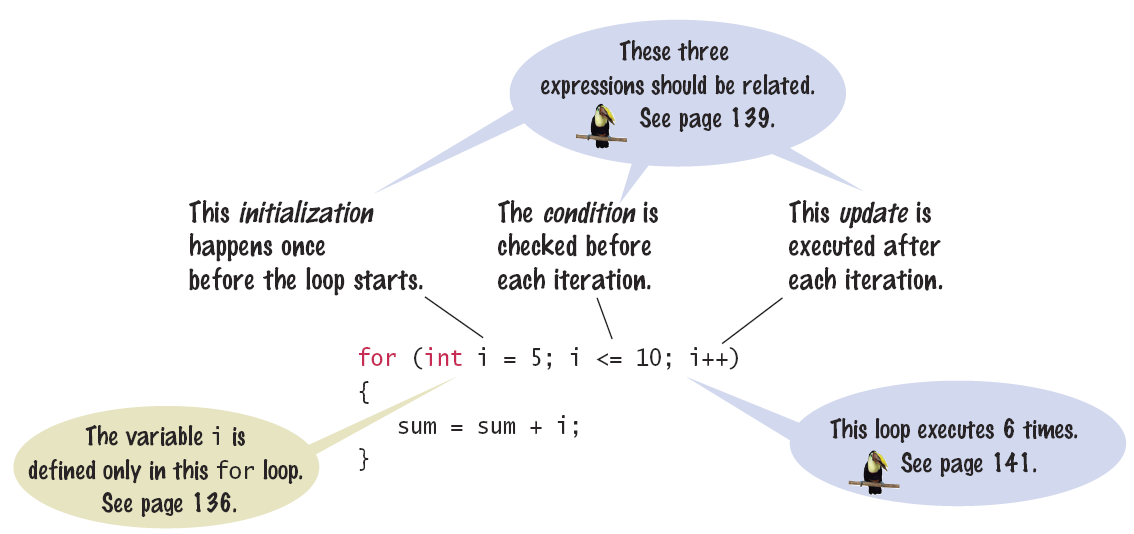 These three
expressions should be related.
See page 139.
This initialization
happens once
before the loop starts.
The condition is
checked before
each iteration.
This update is
executed after
each iteration.
for (int i = 5; i <= 10; i++)
{
sum = sum + i;
}
The variable i is
defined only in this for loop.
See page 136.
This loop executes 6 times.
See page 141.